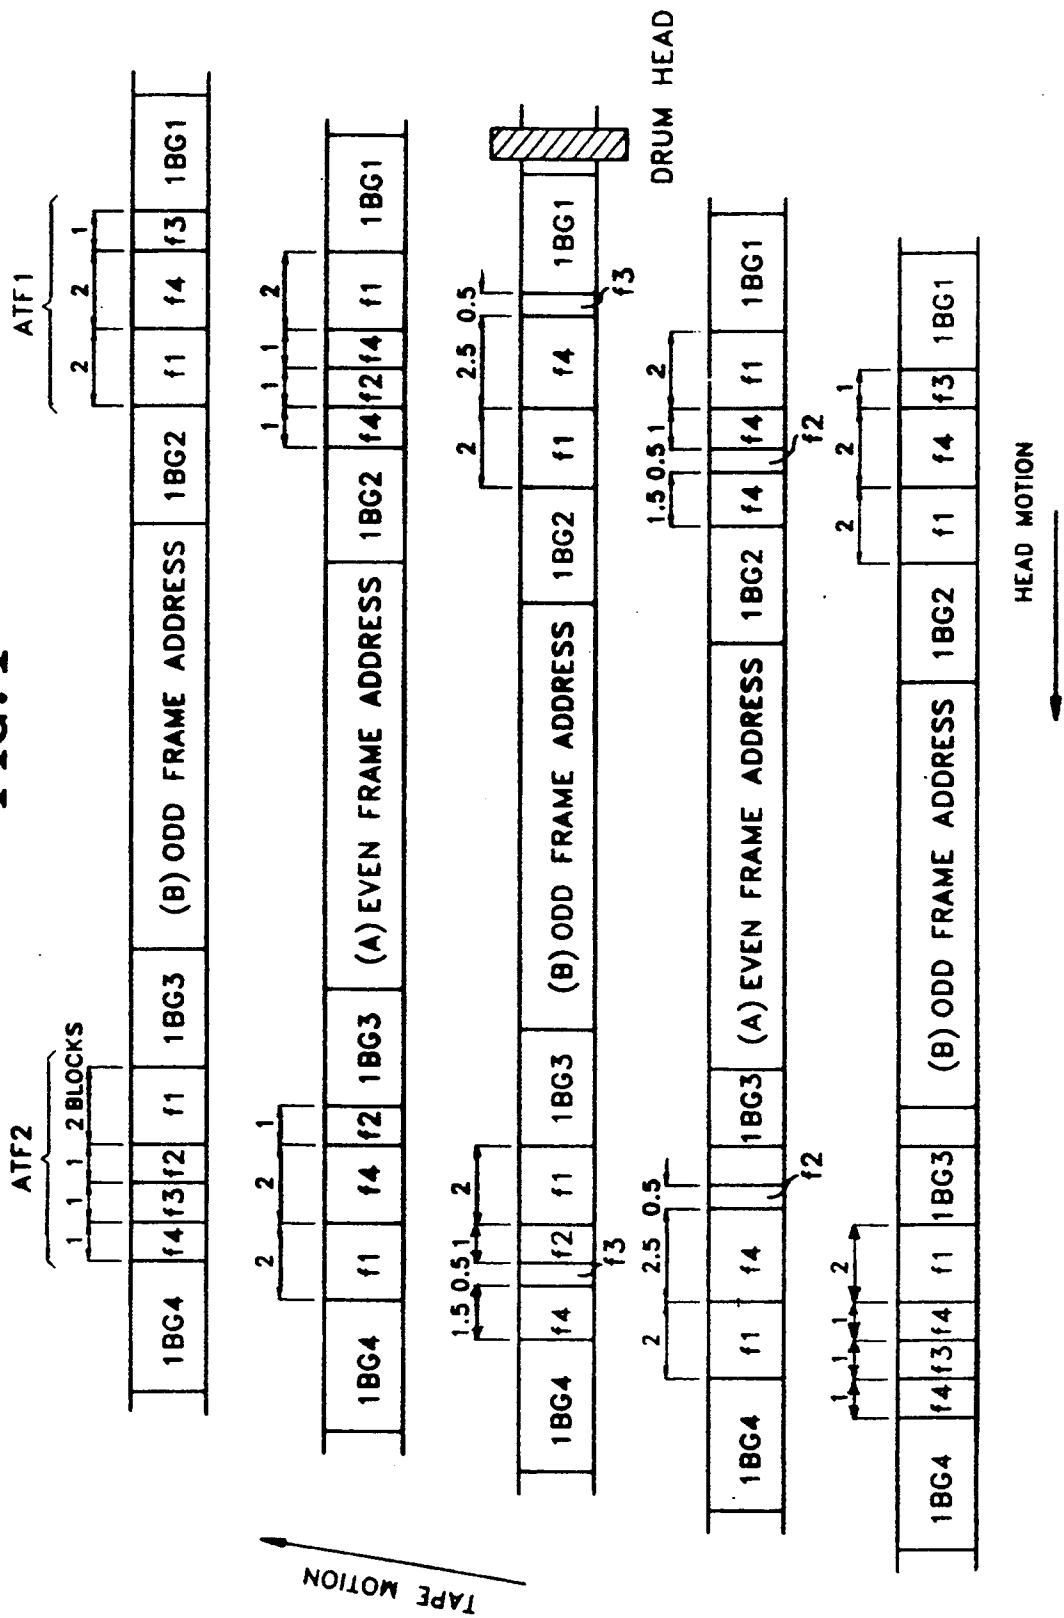 FIG. 1
ATF2
ATF1
1 1 1 2 BLOCKS
2 2 1
1BG4 f4 f3 f2 f1 1BG3 (B) ODD FRAME ADDRESS 1BG2 f1 f4 f3 1BG1
2 2 1
1 1 1 2
1BG4 f1 f4 f2 1BG3 (A) EVEN FRAME ADDRESS 1BG2 f4 f2 f4 f1 1BG1
TAPE MOTION
1.5 0.5 1 2
2 2.5 0.5
1BG4 f4 f2 f1 1BG3 (B) ODD FRAME ADDRESS 1BG2 f1 f4 1BG1
f3
f3
DRUM HEAD
2 2.5 0.5
1.5 0.5 1 2
1BG4 f1 f4 1BG3 (A) EVEN FRAME ADDRESS 1BG2 f4 f4 f1 1BG1
f2
f2
1 1 1 2
2 2 1
1BG4 f4 f3 f4 f1 1BG3 (B) ODD FRAME ADDRESS 1BG2 f1 f4 f3 1BG1
HEAD MOTION